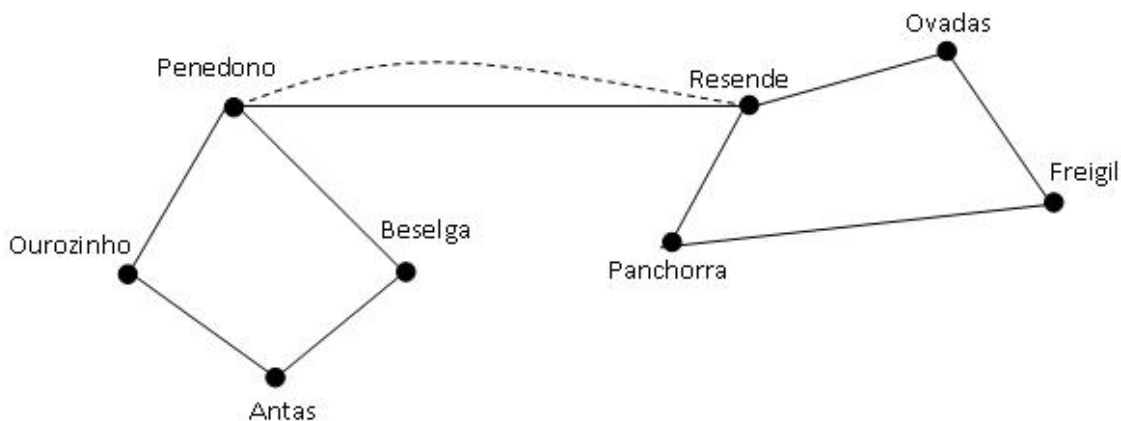 Ovadas
Penedono
Resende
Freigil
Beselga
Ourozinho
Panchorra
Antas